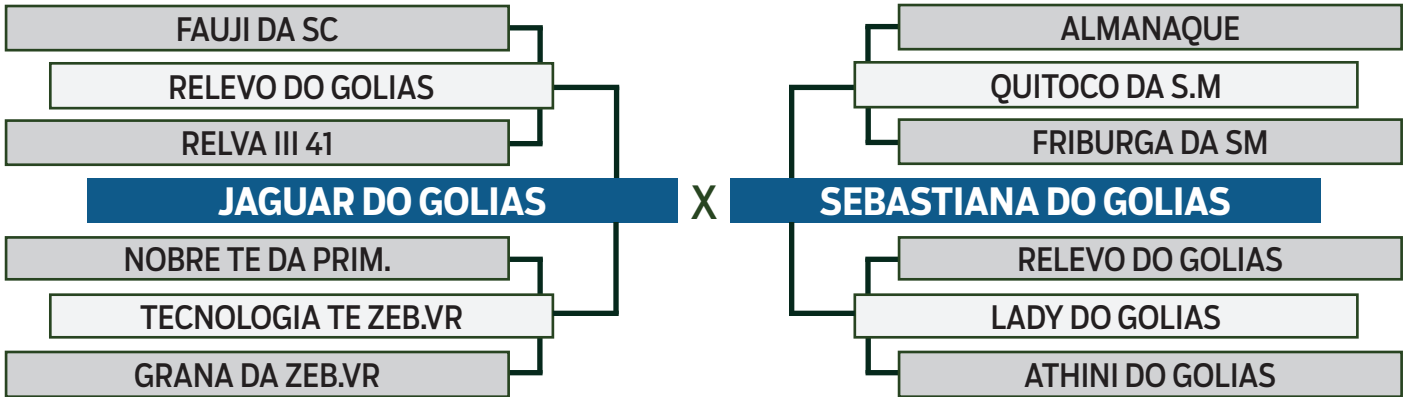 FAUJI DA SC
RELEVO DO GOLIAS
RELVA III 41
JAGUAR DO GOLIAS
NOBRE TE DA PRIM.
TECNOLOGIA TE ZEB.VR
GRANA DA ZEB.VR
X
ALMANAQUE
QUITOCO DA S.M
FRIBURGA DA SM
SEBASTIANA DO GOLIAS
RELEVO DO GOLIAS
LADY DO GOLIAS
ATHINI DO GOLIAS